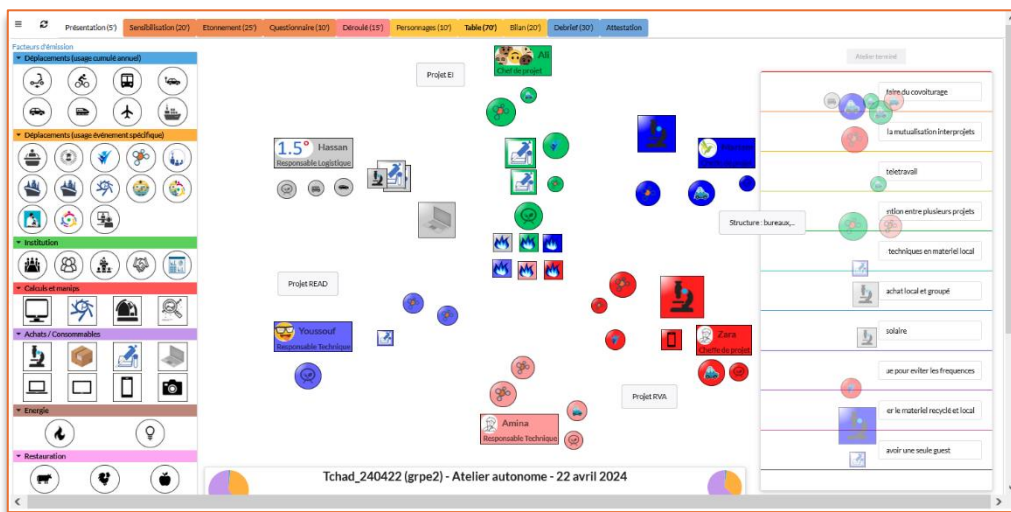 Présentation (5') Sensibilisation (20') Etonnement (25') Questionnaire (10') Déroulé (15') Personnages (10') Table (70') Bilan (20') Debrief (30') Attestation
Facteurs d'émission
Déplacements (usage cumulé annuel)
Déplacements (usage événement spécifique)
Institution
Calculs et manips
Achats / Consommables
Energie
Restauration
Projet EI
Ali
Chef de projet
1.5° Hassan
Responsable Logistique
Cheffe de projet
Structure : bureaux,...
Projet READ
Youssouf
Responsable Technique
Zara
Cheffe de projet
Projet RVA
Amina
Responsable Technique
Tchad_240422 (grpe2) - Atelier autonome - 22 avril 2024
Atelier terminé
faire du covoiturage
la mutualisation interprojets
teletravail
ntion entre plusieurs projets
techniques en materiel local
achat local et groupé
solaire
ue pour eviter les frequences
er le materiel recyclé et local
avoir une seule guest